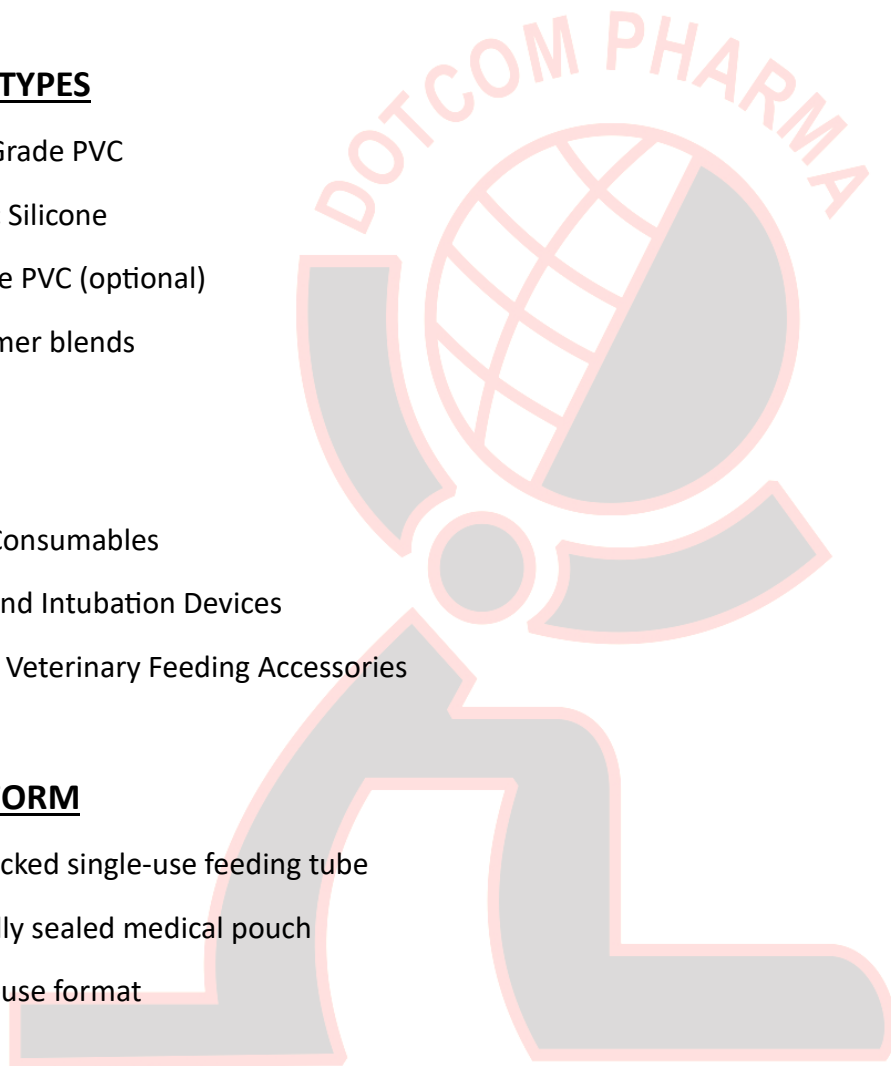 DOTCOM PHARMA
TYPES
Grade PVC
Silicone
e PVC (optional)
mer blends
Consumables
nd Intubation Devices
Veterinary Feeding Accessories
ORM
cked single-use feeding tube
lly sealed medical pouch
use format